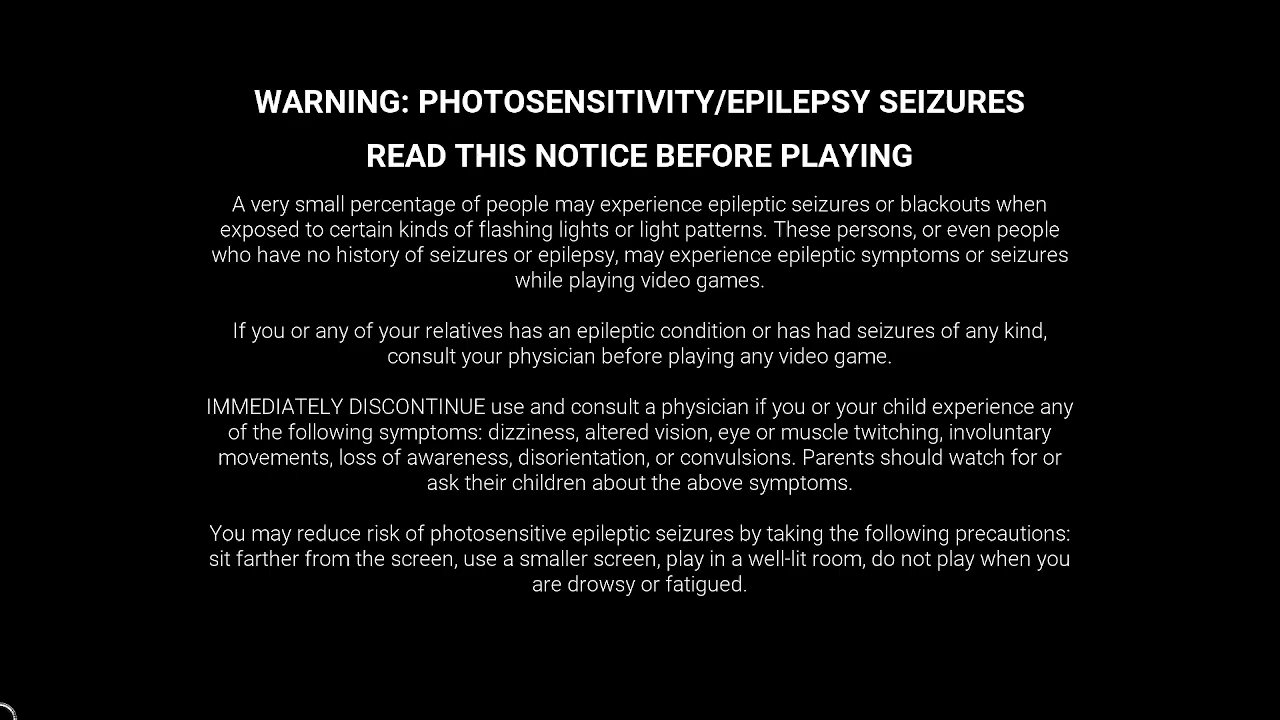 WARNING: PHOTOSENSITIVITY/EPILEPSY SEIZURES
READ THIS NOTICE BEFORE PLAYING
A very small percentage of people may experience epileptic seizures or blackouts when
exposed to certain kinds of flashing lights or light patterns. These persons, or even people
who have no history of seizures or epilepsy, may experience epileptic symptoms or seizures
while playing video games.
If you or any of your relatives has an epileptic condition or has had seizures of any kind,
consult your physician before playing any video game.
IMMEDIATELY DISCONTINUE use and consult a physician if you or your child experience any
of the following symptoms: dizziness, altered vision, eye or muscle twitching, involuntary
movements, loss of awareness, disorientation, or convulsions. Parents should watch for or
ask their children about the above symptoms.
You may reduce risk of photosensitive epileptic seizures by taking the following precautions:
sit farther from the screen, use a smaller screen, play in a well-lit room, do not play when you
are drowsy or fatigued.